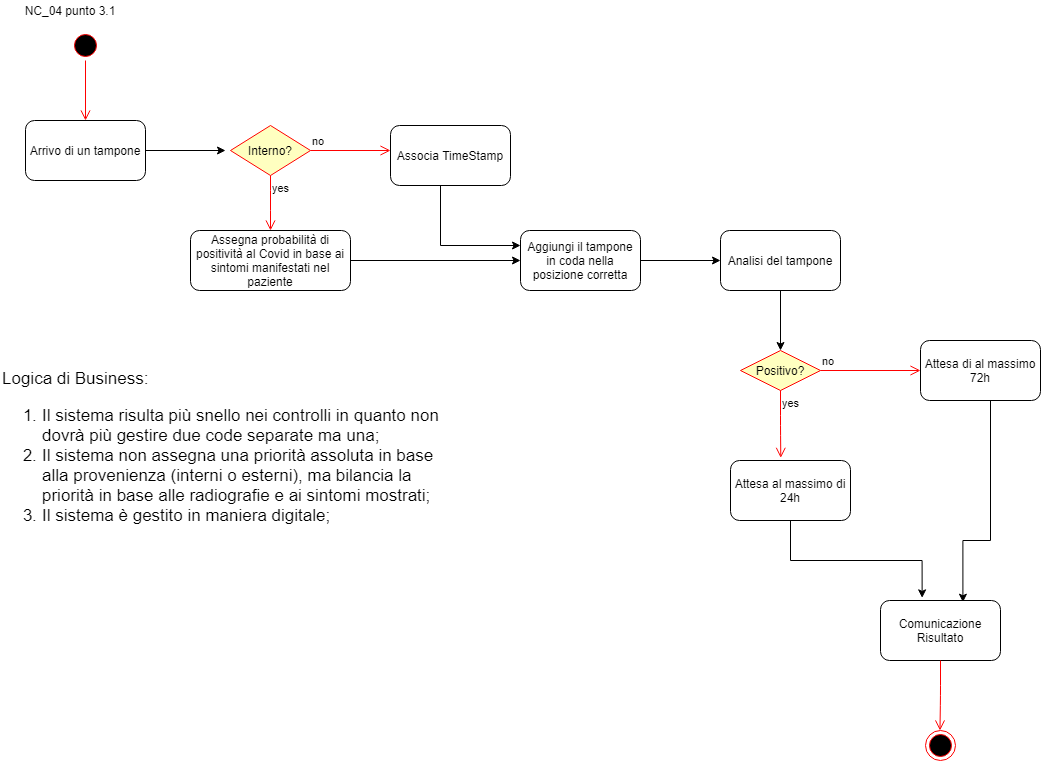 NC_04 punto 3.1
Arrivo di un tampone
Interno?
no
Associa TimeStamp
yes
Assegna probabilità di
positività al Covid in base ai
sintomi manifestati nel
paziente
Aggiungi il tampone
in coda nella
posizione corretta
Analisi del tampone
Positivo?
no
Attesa di al massimo
72h
yes
Attesa al massimo di
24h
Comunicazione
Risultato
Logica di Business:
1. Il sistema risulta più snello nei controlli in quanto non
dovrà più gestire due code separate ma una;
2. Il sistema non assegna una priorità assoluta in base
alla provenienza (interni o esterni), ma bilancia la
priorità in base alle radiografie e ai sintomi mostrati;
3. Il sistema è gestito in maniera digitale;